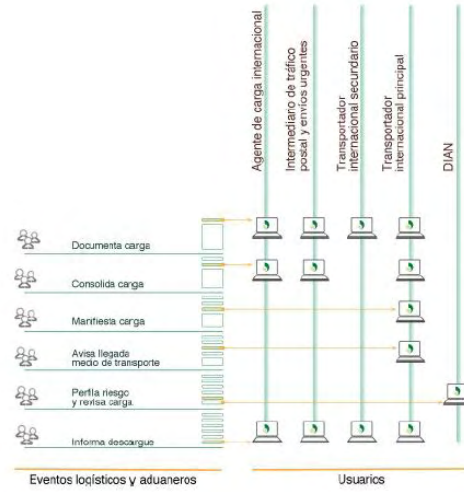 Agente de carga internacional
Intermediano de tráfico
postal y envíos urgentes
Transportador
internacional secundario
Transportador
internacional principal
DIAN
Documenta carga
Consolida carga
Manifiesta carga
Avisa llegada
medio de transporte
Perfila riesgo
y revisa carga.
Informa descargue
Eventos logísticos y aduaneros
Usuarios